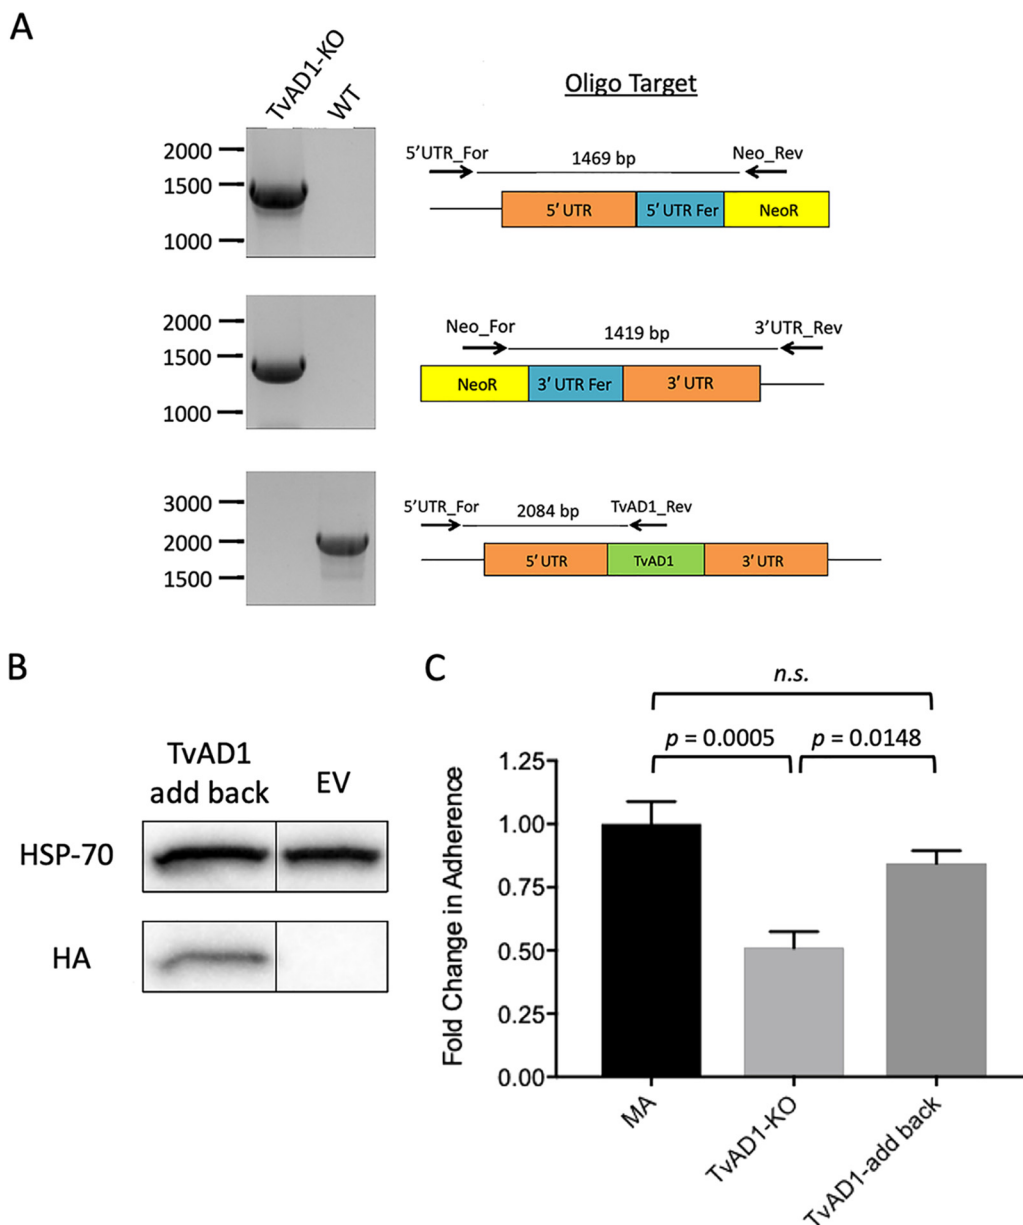 A
TvAD1-KO
WT
Oligo Target
2000
1500
1000
5'UTR_For
1469 bp
Neo_Rev
5' UTR
5' UTR Fer
NeoR
2000
1500
1000
Neo_For
1419 bp
3'UTR_Rev
NeoR
3' UTR Fer
3' UTR
3000
2000
1500
5'UTR_For
2084 bp
TvAD1_Rev
5' UTR
TvAD1
3' UTR
B
TvAD1
add back
EV
HSP-70
HA
C
n.s.
p = 0.0005
p = 0.0148
Fold Change in Adherence
1.25
1.00
0.75
0.50
0.25
0.00
MA
TvAD1-KO
TvAD1-add back